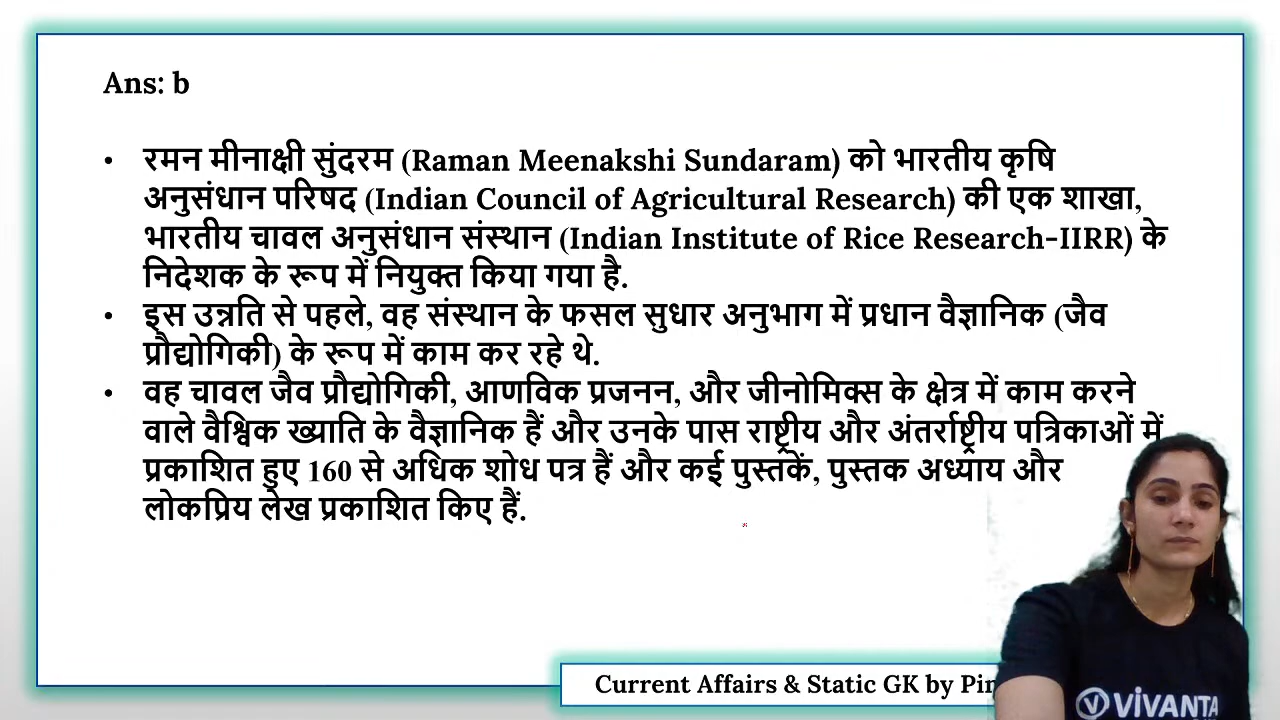 Ans: b
• रमन मीनाक्षी सुंदरम (Raman Meenakshi Sundaram) को भारतीय कृषि
अनुसंधान परिषद (Indian Council of Agricultural Research) की एक शाखा,
भारतीय चावल अनुसंधान संस्थान (Indian Institute of Rice Research-IIRR) के
निदेशक के रूप में नियुक्त किया गया है.
• इस उन्नति से पहले, वह संस्थान के फसल सुधार अनुभाग में प्रधान वैज्ञानिक (जैव
प्रौद्योगिकी) के रूप में काम कर रहे थे.
• वह चावल जैव प्रौद्योगिकी, आणविक प्रजनन, और जीनोमिक्स के क्षेत्र में काम करने
वाले वैश्विक ख्याति के वैज्ञानिक हैं और उनके पास राष्ट्रीय और अंतर्राष्ट्रीय पत्रिकाओं में
प्रकाशित हुए 160 से अधिक शोध पत्र हैं और कई पुस्तकें, पुस्तक अध्याय और
लोकप्रिय लेख प्रकाशित किए हैं.
Current Affairs & Static GK by
VIVANTA